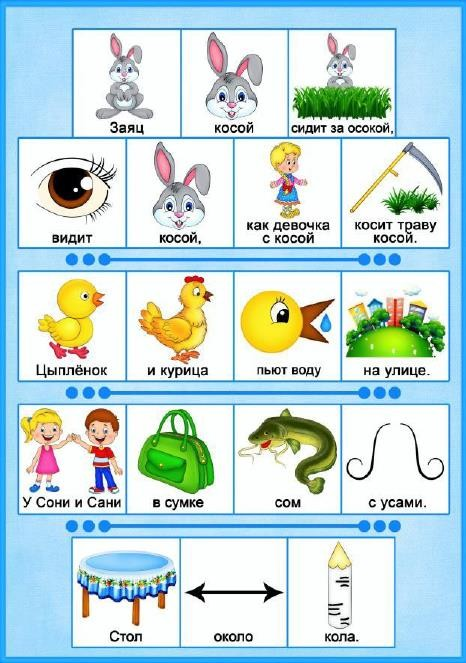 Заяц
косой
сидит за осокой,
видит
косой,
как девочка
с косой
косит траву
косой.
Цыплёнок
и курица
пьют воду
на улице.
У Сони и Сани
в сумке
сом
с усами.
Стол
около
кола.